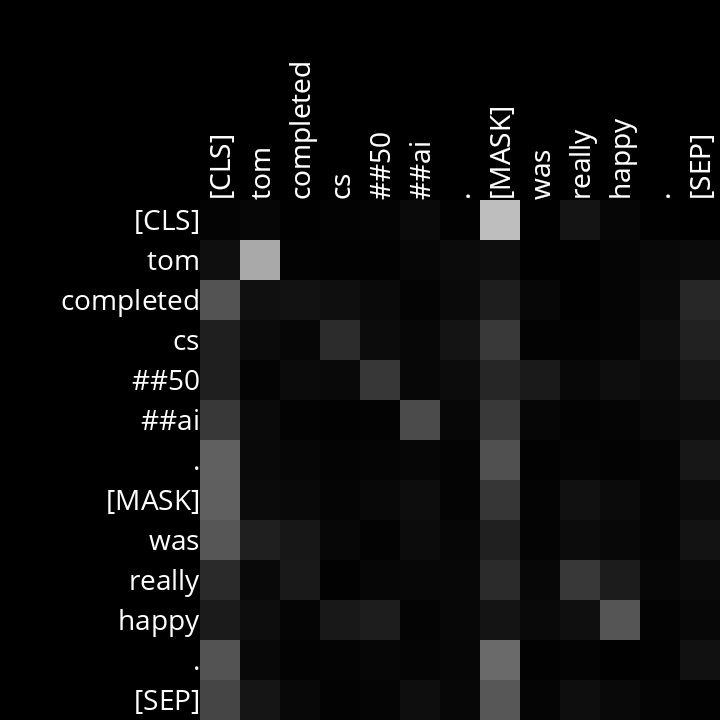 [CLS] tom completed cs ##50 ##ai . [MASK] was really happy . [SEP]
[CLS]
tom
completed
cs
##50
##ai
.
[MASK]
was
really
happy
.
[SEP]